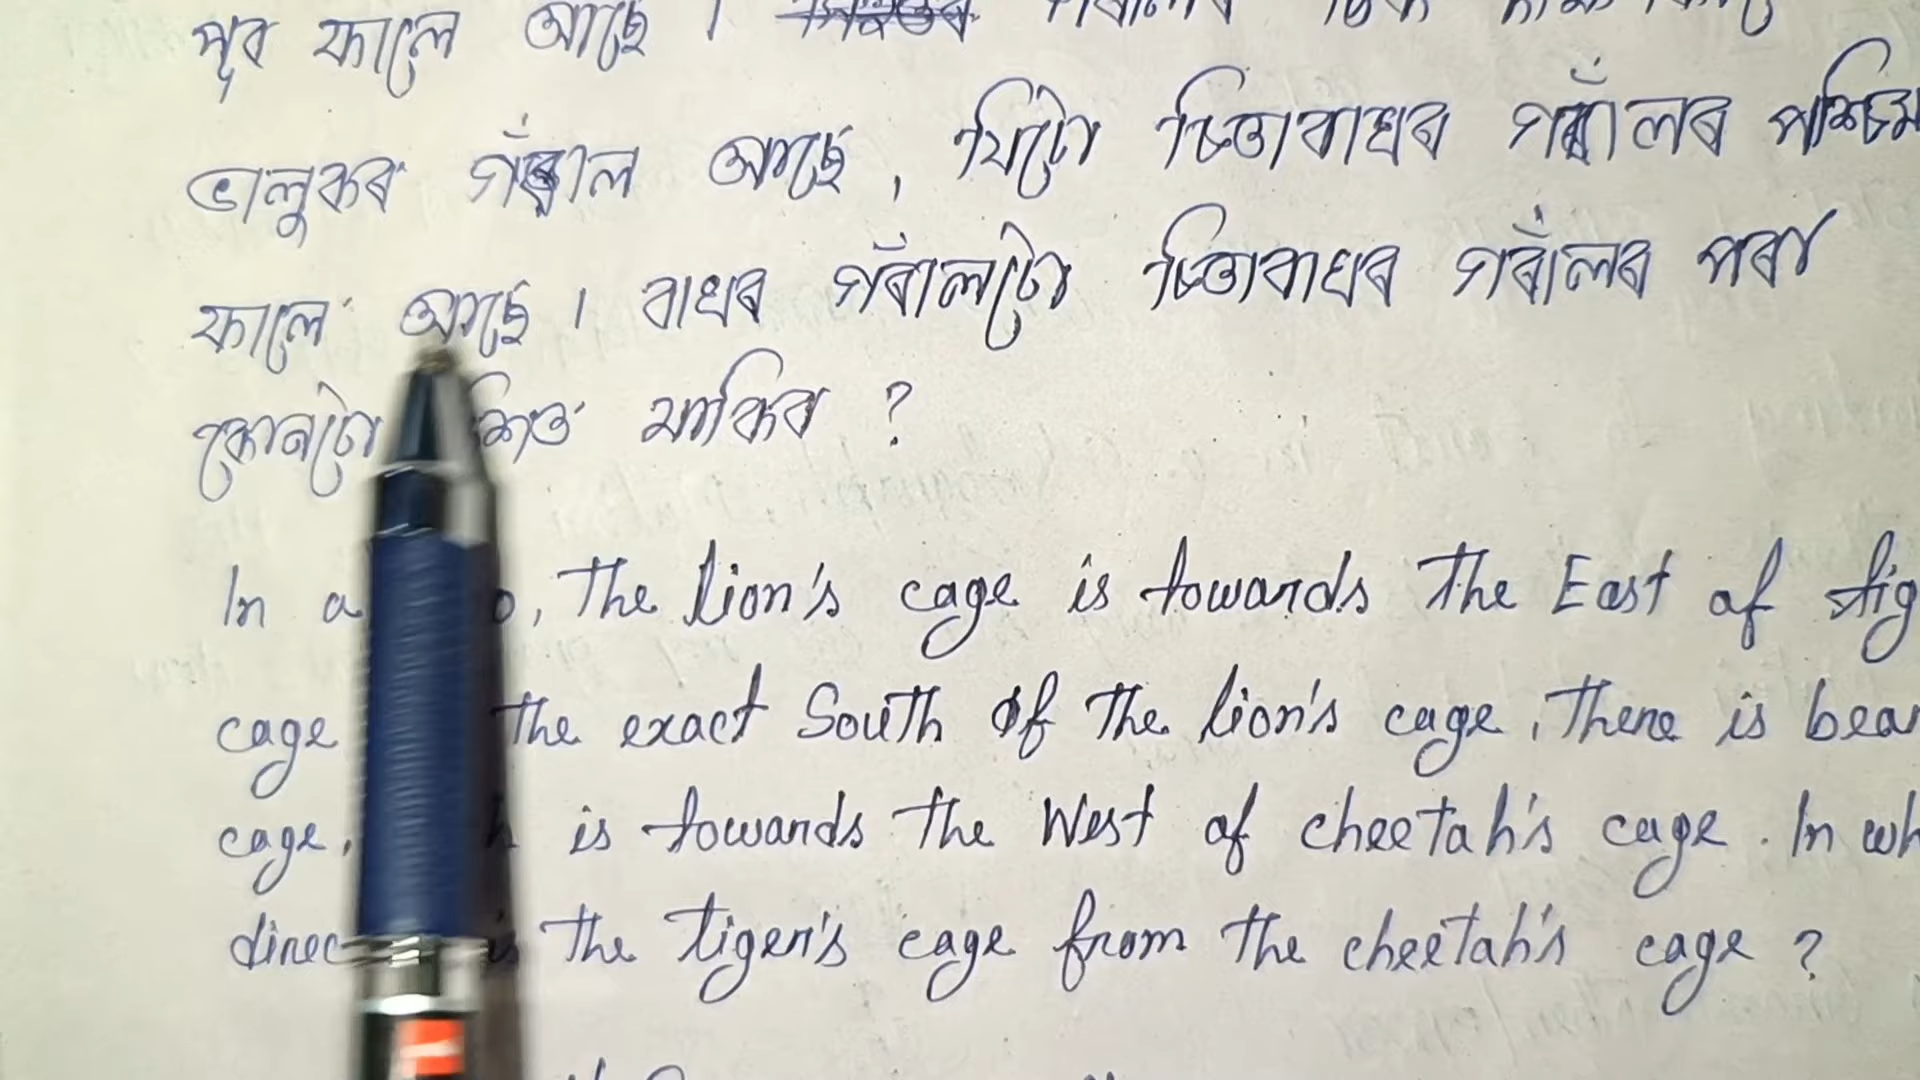 পূব ফালে আছে ।
ভালুকৰ গঁৰাল আছে, যিটো চিতাবাঘৰ গঁৰালৰ পশ্চিম
ফালে আছে । বাঘৰ গঁৰালটো চিতাবাঘৰ গঁৰালৰ পৰা
কোনটো থাকিব ?
In a, The lion's cage is towards The East of
cage The exact South Of The lion's cage, There is bear
cage, is towards The West of cheetah's cage. In wh
direc The tiger's cage from The cheetah's cage ?